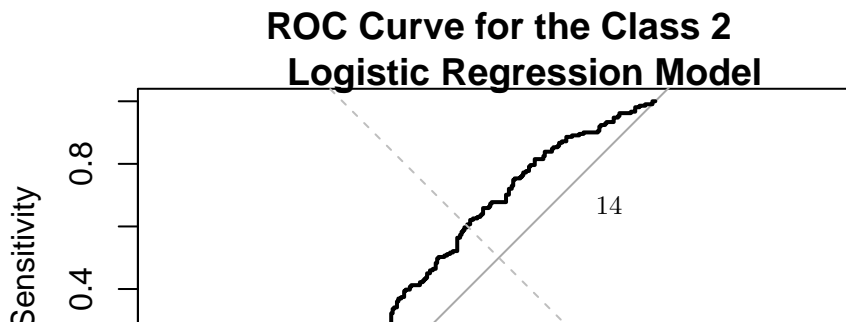 ROC Curve for the Class 2
Logistic Regression Model
0.8
14
0.4
Sensitivity